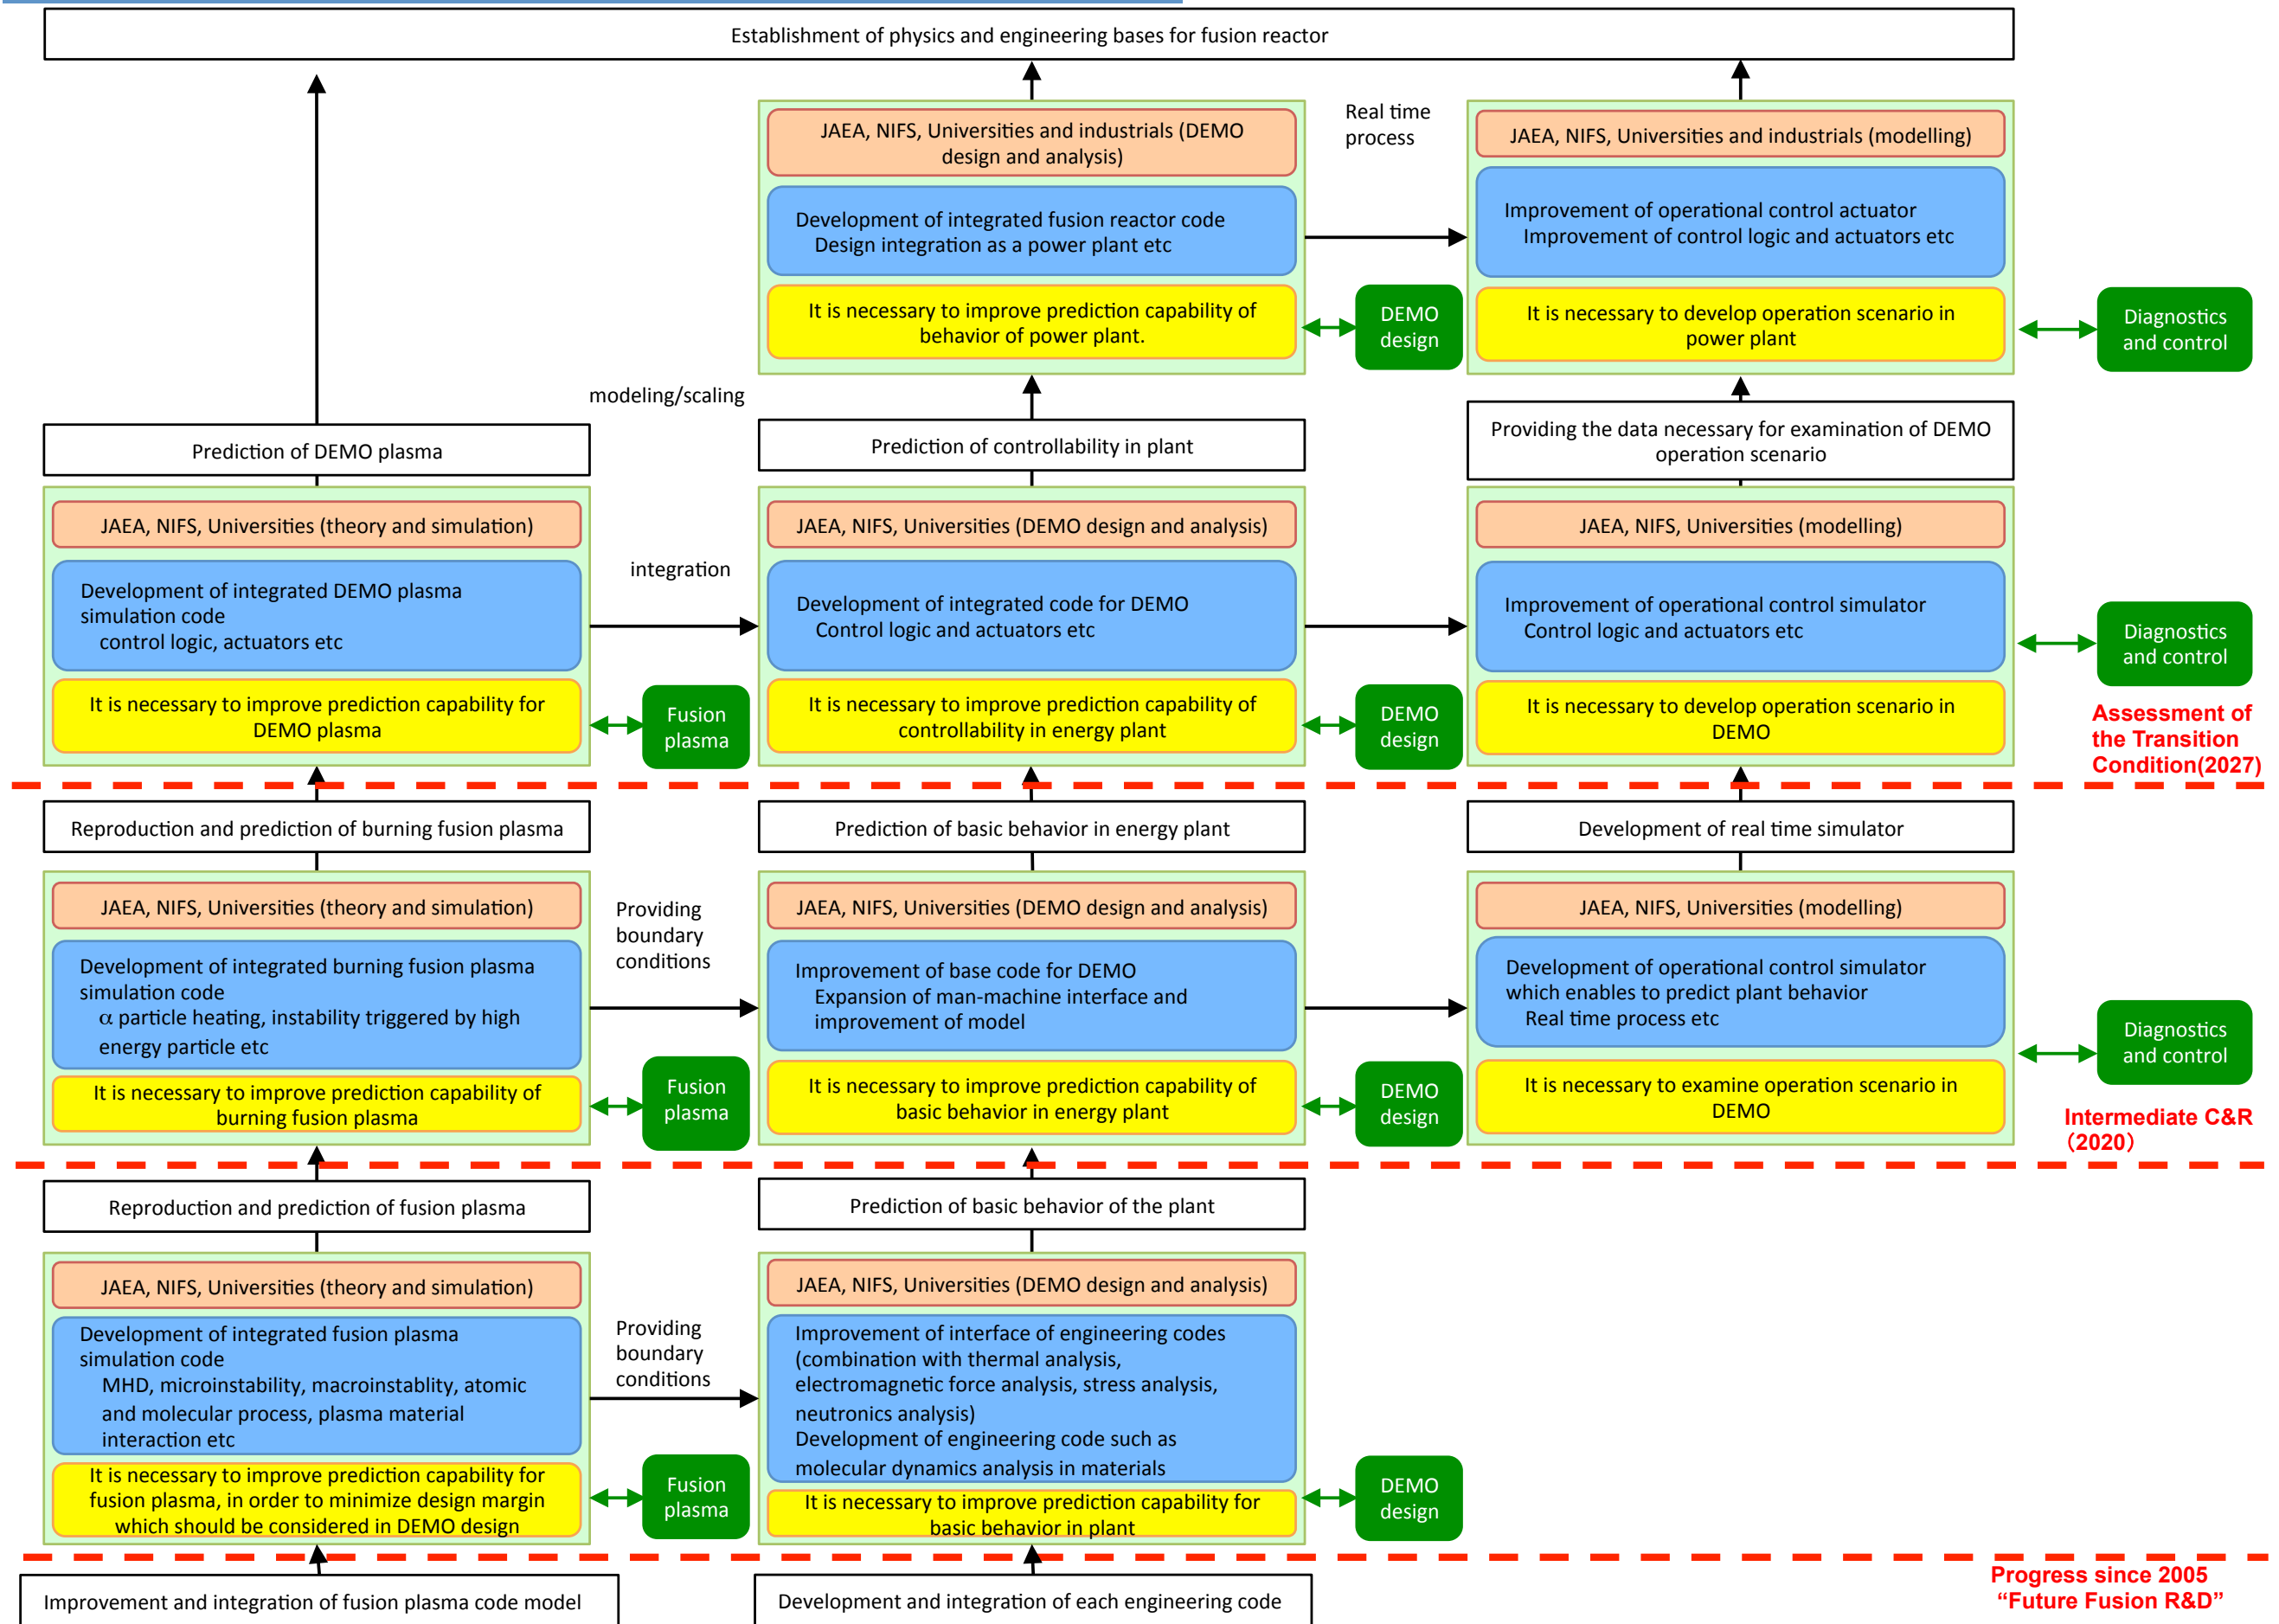 Establishment of physics and engineering bases for fusion reactor
JAEA, NIFS, Universities and industrials (DEMO
design and analysis)
Development of integrated fusion reactor code
Design integration as a power plant etc
It is necessary to improve prediction capability of
behavior of power plant.
DEMO
design
Real time
process
JAEA, NIFS, Universities and industrials (modelling)
Improvement of operational control actuator
Improvement of control logic and actuators etc
It is necessary to develop operation scenario in
power plant
Diagnostics
and control
modeling/scaling
Prediction of DEMO plasma
Prediction of controllability in plant
Providing the data necessary for examination of DEMO
operation scenario
JAEA, NIFS, Universities (theory and simulation)
Development of integrated DEMO plasma
simulation code
control logic, actuators etc
It is necessary to improve prediction capability for
DEMO plasma
Fusion
plasma
integration
JAEA, NIFS, Universities (DEMO design and analysis)
Development of integrated code for DEMO
Control logic and actuators etc
It is necessary to improve prediction capability of
controllability in energy plant
DEMO
design
JAEA, NIFS, Universities (modelling)
Improvement of operational control simulator
Control logic and actuators etc
It is necessary to develop operation scenario in
DEMO
Diagnostics
and control
Assessment of
the Transition
Condition(2027)
Reproduction and prediction of burning fusion plasma
Prediction of basic behavior in energy plant
Development of real time simulator
JAEA, NIFS, Universities (theory and simulation)
Development of integrated burning fusion plasma
simulation code
α particle heating, instability triggered by high
energy particle etc
It is necessary to improve prediction capability of
burning fusion plasma
Fusion
plasma
Providing
boundary
conditions
JAEA, NIFS, Universities (DEMO design and analysis)
Improvement of base code for DEMO
Expansion of man-machine interface and
improvement of model
It is necessary to improve prediction capability of
basic behavior in energy plant
DEMO
design
JAEA, NIFS, Universities (modelling)
Development of operational control simulator
which enables to predict plant behavior
Real time process etc
It is necessary to examine operation scenario in
DEMO
Diagnostics
and control
Intermediate C&R
（2020）
Reproduction and prediction of fusion plasma
Prediction of basic behavior of the plant
JAEA, NIFS, Universities (theory and simulation)
Development of integrated fusion plasma
simulation code
MHD, microinstability, macroinstablity, atomic
and molecular process, plasma material
interaction etc
It is necessary to improve prediction capability for
fusion plasma, in order to minimize design margin
which should be considered in DEMO design
Fusion
plasma
Providing
boundary
conditions
JAEA, NIFS, Universities (DEMO design and analysis)
Improvement of interface of engineering codes
(combination with thermal analysis,
electromagnetic force analysis, stress analysis,
neutronics analysis)
Development of engineering code such as
molecular dynamics analysis in materials
It is necessary to improve prediction capability for
basic behavior in plant
DEMO
design
Progress since 2005
“Future Fusion R&D”
Improvement and integration of fusion plasma code model
Development and integration of each engineering code